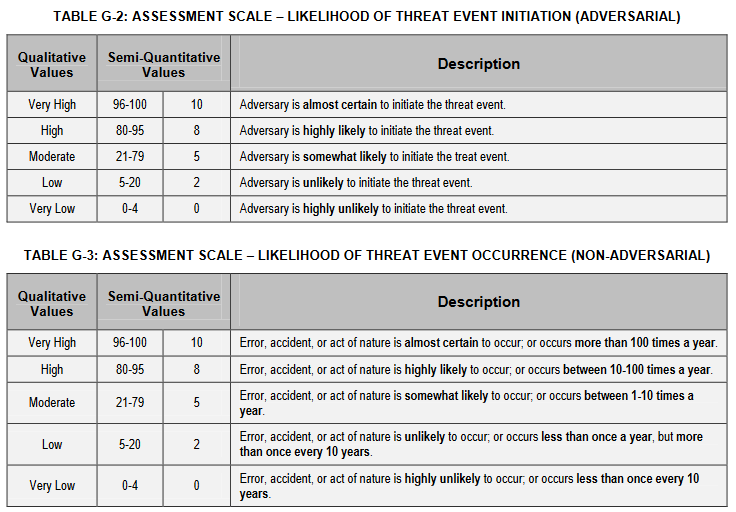 TABLE G-2: ASSESSMENT SCALE – LIKELIHOOD OF THREAT EVENT INITIATION (ADVERSARIAL)
Qualitative Values Semi-Quantitative Values Description
Very High 96-100 10 Adversary is almost certain to initiate the threat event.
High 80-95 8 Adversary is highly likely to initiate the threat event.
Moderate 21-79 5 Adversary is somewhat likely to initiate the treat event.
Low 5-20 2 Adversary is unlikely to initiate the threat event.
Very Low 0-4 0 Adversary is highly unlikely to initiate the threat event.
TABLE G-3: ASSESSMENT SCALE – LIKELIHOOD OF THREAT EVENT OCCURRENCE (NON-ADVERSARIAL)
Qualitative Values Semi-Quantitative Values Description
Very High 96-100 10 Error, accident, or act of nature is almost certain to occur; or occurs more than 100 times a year.
High 80-95 8 Error, accident, or act of nature is highly likely to occur; or occurs between 10-100 times a year.
Moderate 21-79 5 Error, accident, or act of nature is somewhat likely to occur; or occurs between 1-10 times a
year.
Low 5-20 2 Error, accident, or act of nature is unlikely to occur; or occurs less than once a year, but more
than once every 10 years.
Very Low 0-4 0 Error, accident, or act of nature is highly unlikely to occur; or occurs less than once every 10
years.